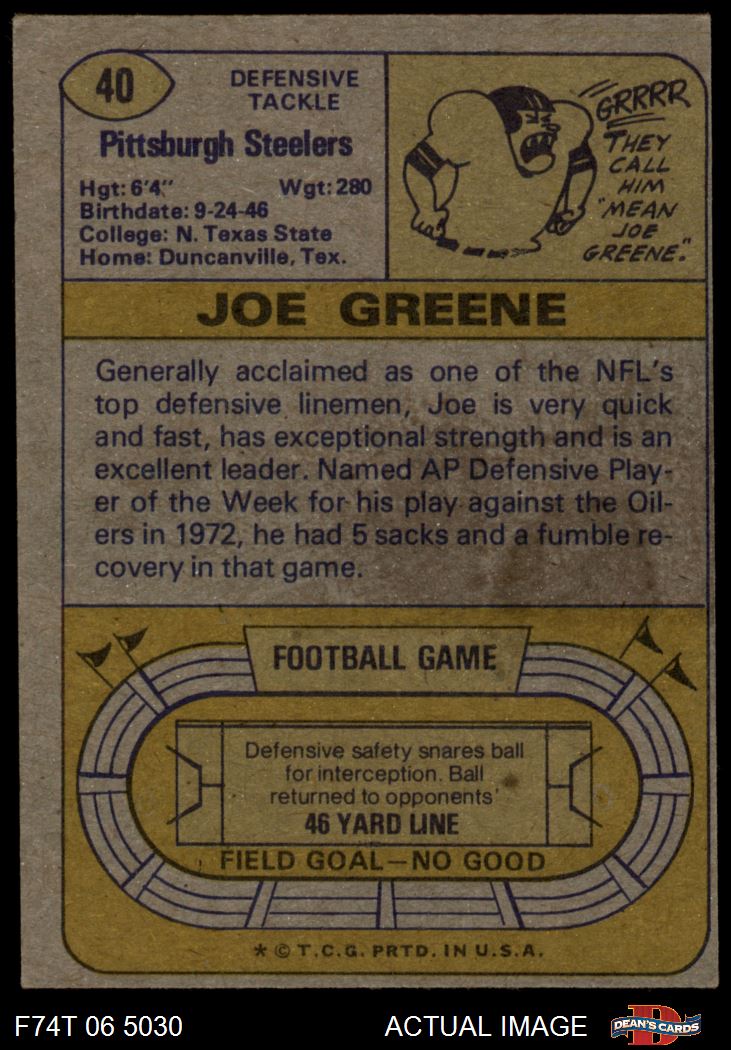 40
DEFENSIVE
TACKLE
Pittsburgh Steelers
Hgt: 6'4" Wgt: 280
Birthdate: 9-24-46
College: N. Texas State
Home: Duncanville, Tex.
GRRRR
THEY
CALL
HIM
"MEAN
JOE
GREENE."
JOE GREENE
Generally acclaimed as one of the NFL's
top defensive linemen, Joe is very quick
and fast, has exceptional strength and is an
excellent leader. Named AP Defensive Play-
er of the Week for his play against the Oil-
ers in 1972, he had 5 sacks and a fumble re-
covery in that game.
FOOTBALL GAME
Defensive safety snares ball
for interception. Ball
returned to opponents'
46 YARD LINE
FIELD GOAL—NO GOOD
* © T.C.G. PRTD. IN U.S.A.
F74T 06 5030 ACTUAL IMAGE
D
DEAN'S CARDS